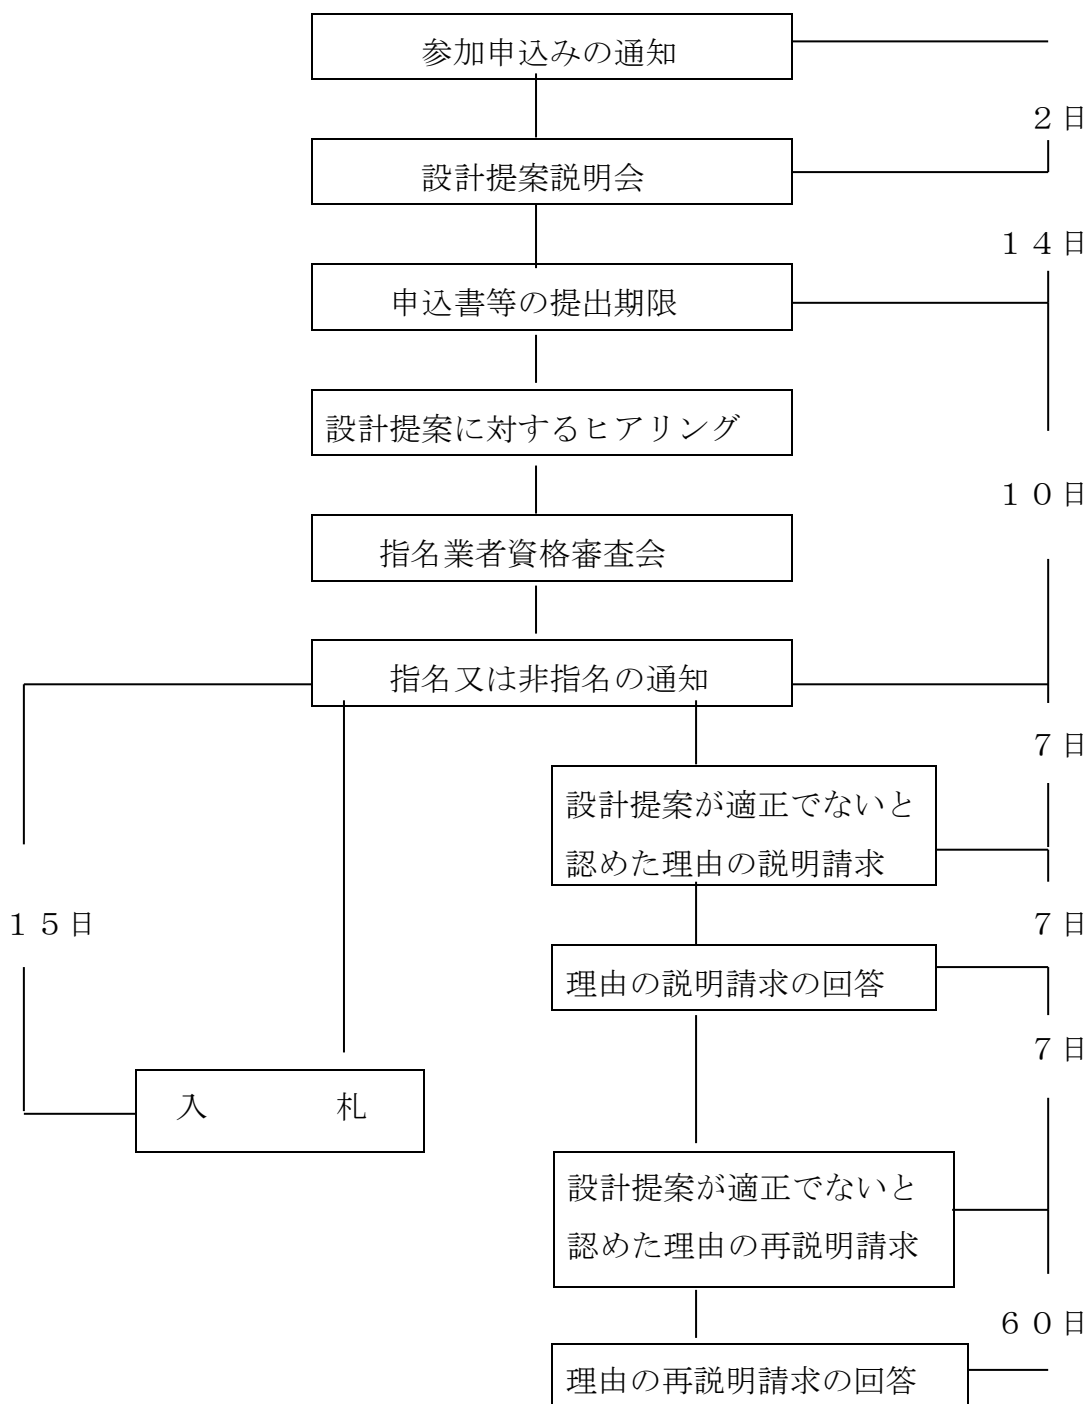 参加申込みの通知
２日
設計提案説明会
１４日
申込書等の提出期限
設計提案に対するヒアリング
１０日
指名業者資格審査会
指名又は非指名の通知
７日
設計提案が適正でないと
認めた理由の説明請求
１５日
７日
理由の説明請求の回答
７日
入　　　　札
設計提案が適正でないと
認めた理由の再説明請求
６０日
理由の再説明請求の回答